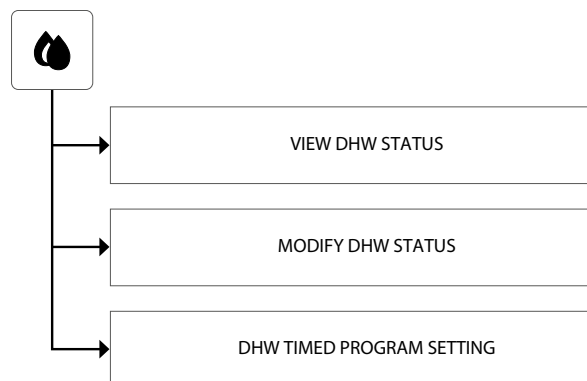 VIEW DHW STATUS
MODIFY DHW STATUS
DHW TIMED PROGRAM SETTING